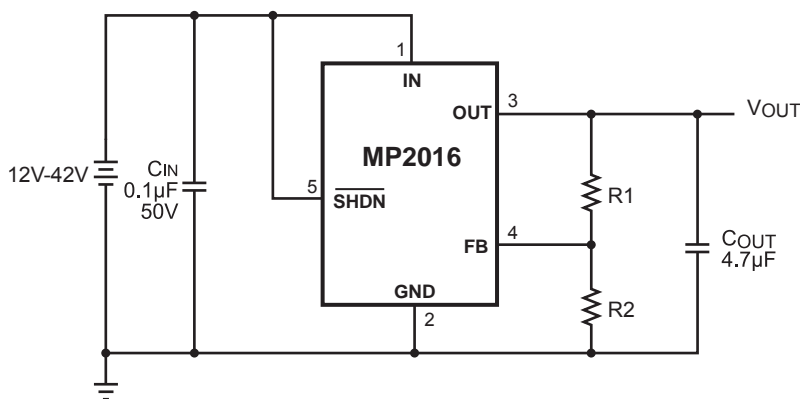 1
IN
OUT
3
VOUT
MP2016
12V-42V
CIN
0.1µF
50V
5
SHDN
R1
FB
4
COUT
4.7µF
GND
2
R2